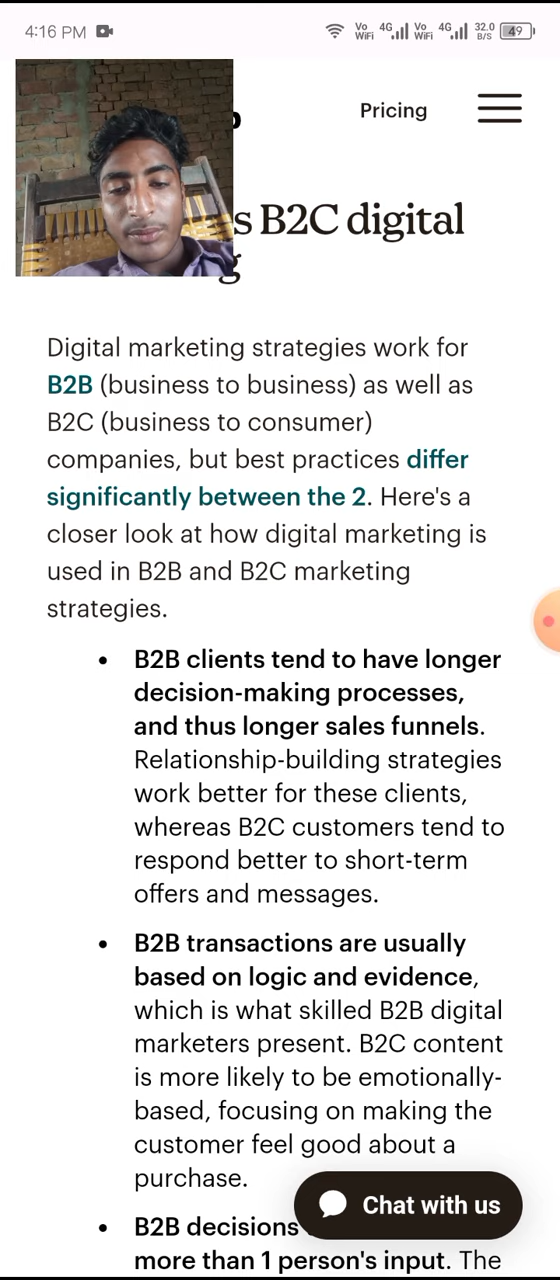 4:16 PM
Vo WiFi 4G Vo WiFi 4G 32.0 B/S 49
Pricing
s B2C digital
g
Digital marketing strategies work for
B2B (business to business) as well as
B2C (business to consumer)
companies, but best practices differ
significantly between the 2. Here's a
closer look at how digital marketing is
used in B2B and B2C marketing
strategies.
• B2B clients tend to have longer
decision-making processes,
and thus longer sales funnels.
Relationship-building strategies
work better for these clients,
whereas B2C customers tend to
respond better to short-term
offers and messages.
• B2B transactions are usually
based on logic and evidence,
which is what skilled B2B digital
marketers present. B2C content
is more likely to be emotionally-
based, focusing on making the
customer feel good about a
purchase.
Chat with us
• B2B decisions
more than 1 person's input. The